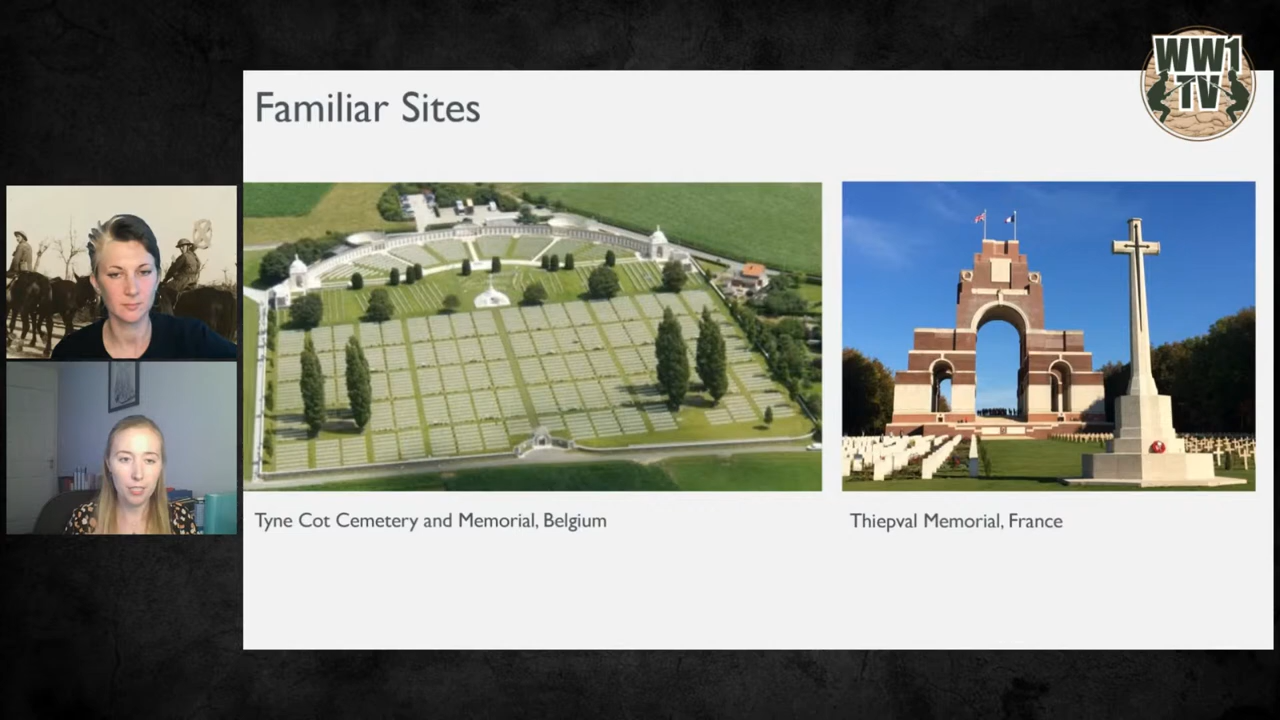 WW1
TV
Familiar Sites
Tyne Cot Cemetery and Memorial, Belgium
Thiepval Memorial, France